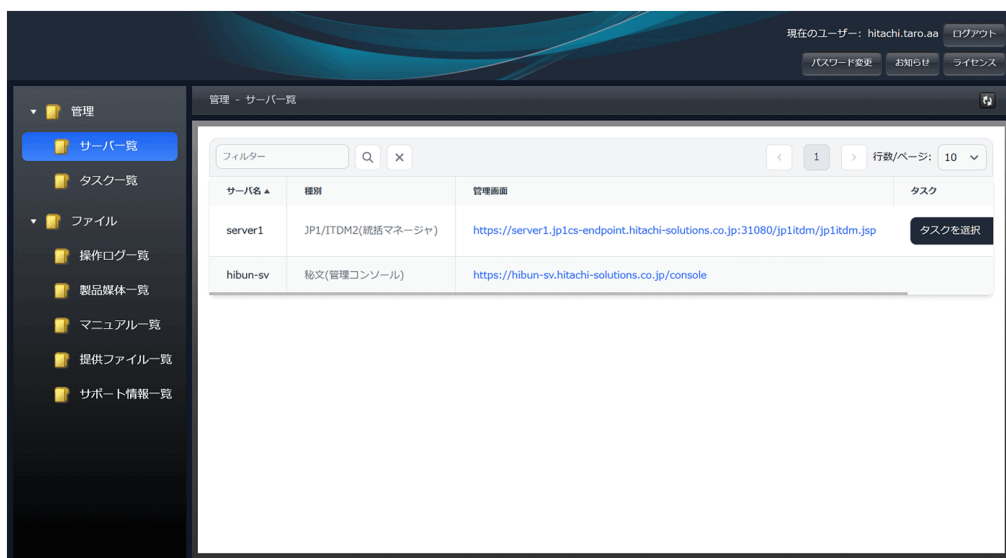 現在のユーザー: hitachi.taro.aa ログアウト
パスワード変更 お知らせ ライセンス
管理
サーバ一覧
タスク一覧
ファイル
操作ログ一覧
製品媒体一覧
マニュアル一覧
提供ファイル一覧
サポート情報一覧
管理 - サーバ一覧
フィルター
1 行数/ページ: 10
サーバ名 種別 管理画面 タスク
server1 JP1/ITDM2(統括マネージャ) https://server1.jp1cs-endpoint.hitachi-solutions.co.jp:31080/jp1itdm/jp1itdm.jsp タスクを選択
hibun-sv 秘文(管理コンソール) https://hibun-sv.hitachi-solutions.co.jp/console